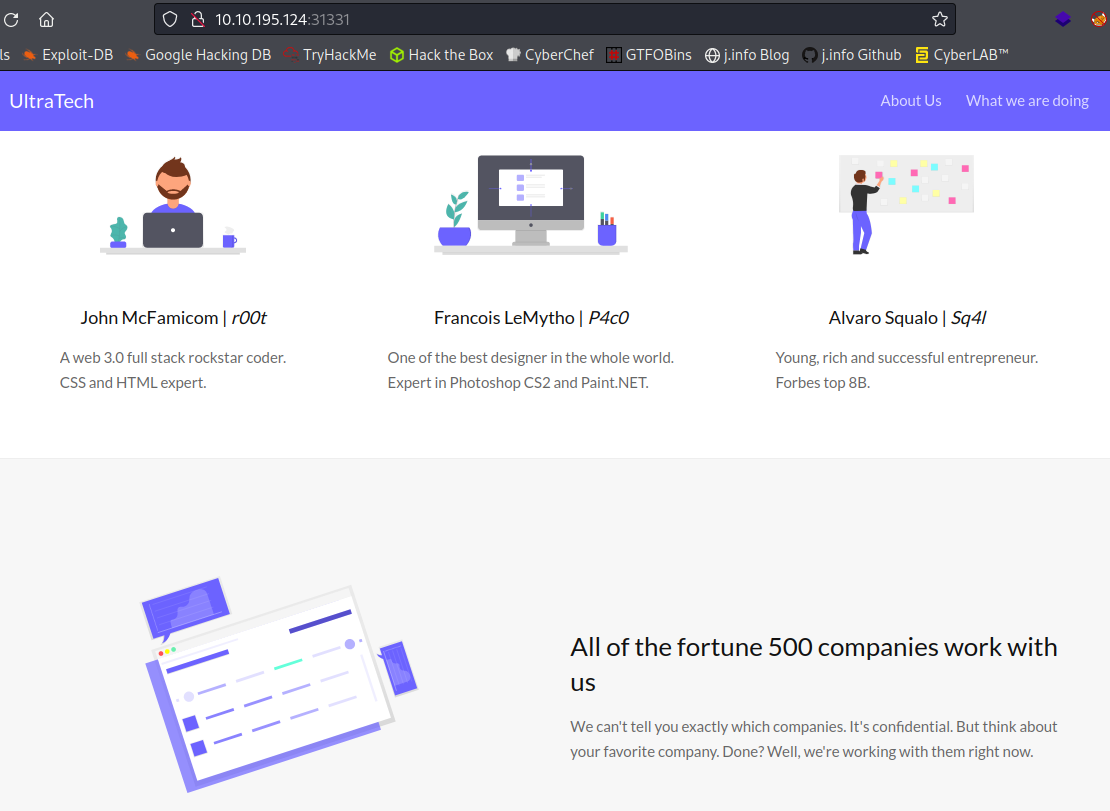 10.10.195.124:31331
ls Exploit-DB Google Hacking DB TryHackMe Hack the Box CyberChef GTFOBins j.info Blog j.info Github CyberLAB™
UltraTech About Us What we are doing
John McFamicom | r00t
A web 3.0 full stack rockstar coder.
CSS and HTML expert.
Francois LeMytho | P4c0
One of the best designer in the whole world.
Expert in Photoshop CS2 and Paint.NET.
Alvaro Squalo | Sq4l
Young, rich and successful entrepreneur.
Forbes top 8B.
All of the fortune 500 companies work with
us
We can't tell you exactly which companies. It's confidential. But think about
your favorite company. Done? Well, we're working with them right now.